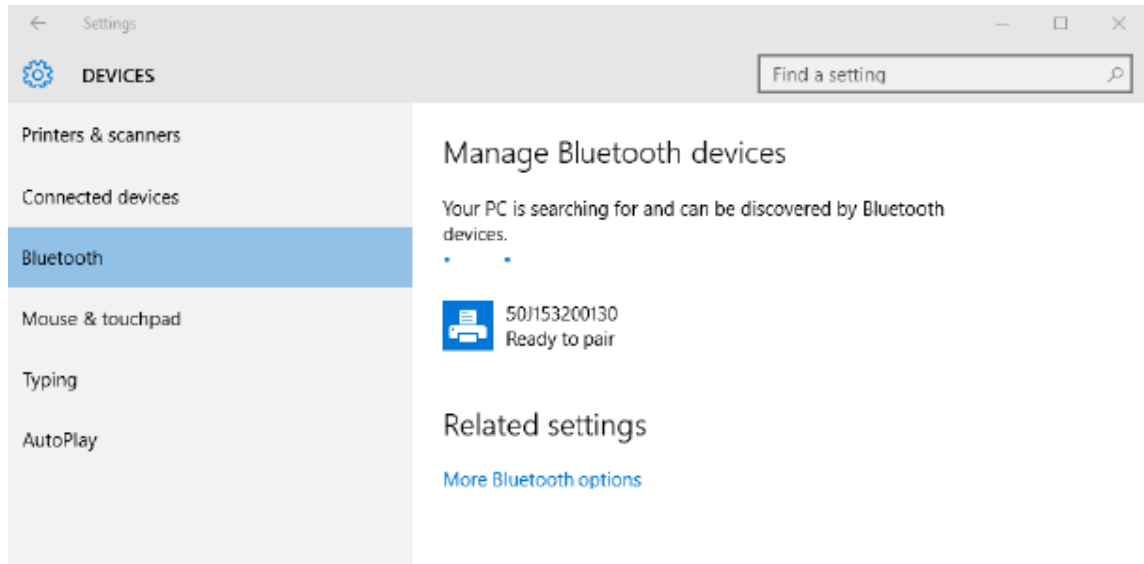 Settings
DEVICES
Find a setting
Printers & scanners
Connected devices
Bluetooth
Mouse & touchpad
Typing
AutoPlay
Manage Bluetooth devices
Your PC is searching for and can be discovered by Bluetooth
devices.
50J153200130
Ready to pair
Related settings
More Bluetooth options